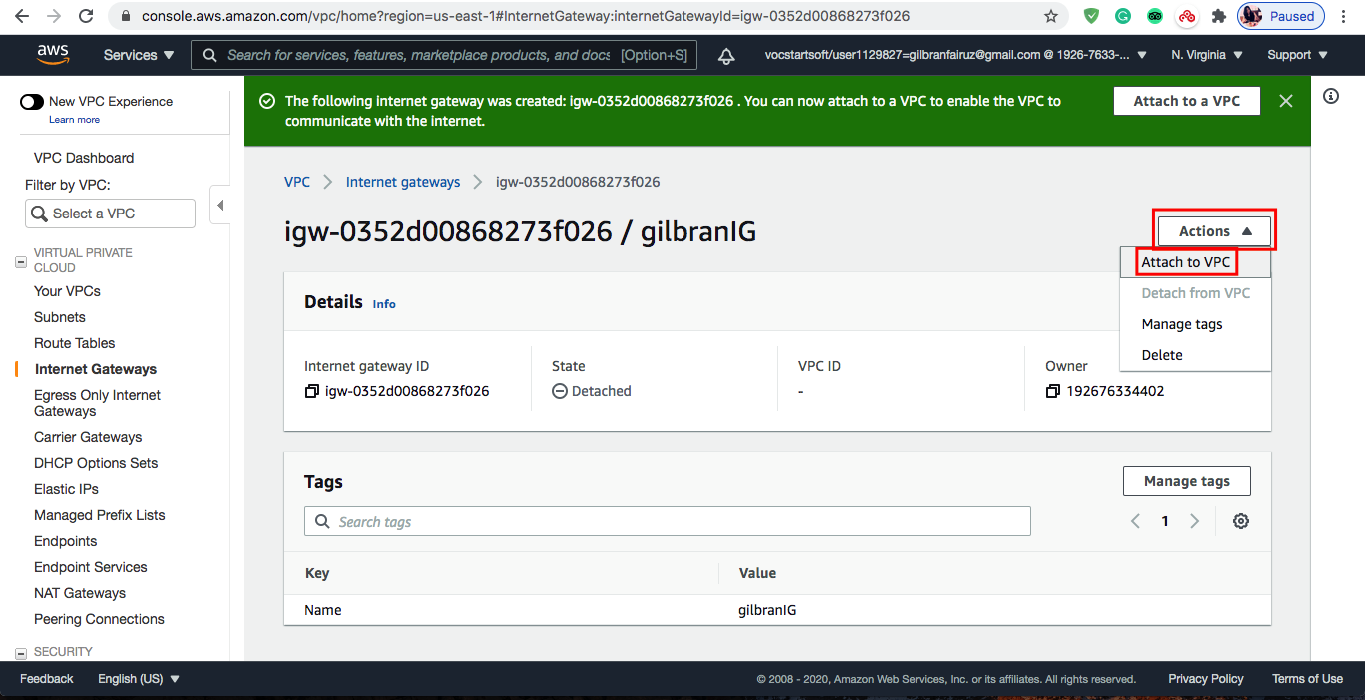 console.aws.amazon.com/vpc/home?region=us-east-1#InternetGateway:internetGatewayId=igw-0352d00868273f026
Paused
aws
Services
Search for services, features, marketplace products, and docs [Option+S]
vocstartsoft/user1129827=gilbranfairuz@gmail.com @ 1926-7633-...
N. Virginia
Support
New VPC Experience
Learn more
The following internet gateway was created: igw-0352d00868273f026 . You can now attach to a VPC to enable the VPC to
communicate with the internet.
Attach to a VPC
VPC Dashboard
Filter by VPC:
Select a VPC
VIRTUAL PRIVATE
CLOUD
Your VPCs
Subnets
Route Tables
Internet Gateways
Egress Only Internet
Gateways
Carrier Gateways
DHCP Options Sets
Elastic IPs
Managed Prefix Lists
Endpoints
Endpoint Services
NAT Gateways
Peering Connections
SECURITY
VPC > Internet gateways > igw-0352d00868273f026
igw-0352d00868273f026 / gilbranIG
Actions
Attach to VPC
Detach from VPC
Manage tags
Delete
Details Info
Internet gateway ID
igw-0352d00868273f026
State
Detached
VPC ID
-
Owner
192676334402
Tags
Manage tags
Search tags
1
Key Value
Name gilbranIG
Feedback
English (US)
© 2008 - 2020, Amazon Web Services, Inc. or its affiliates. All rights reserved.
Privacy Policy
Terms of Use